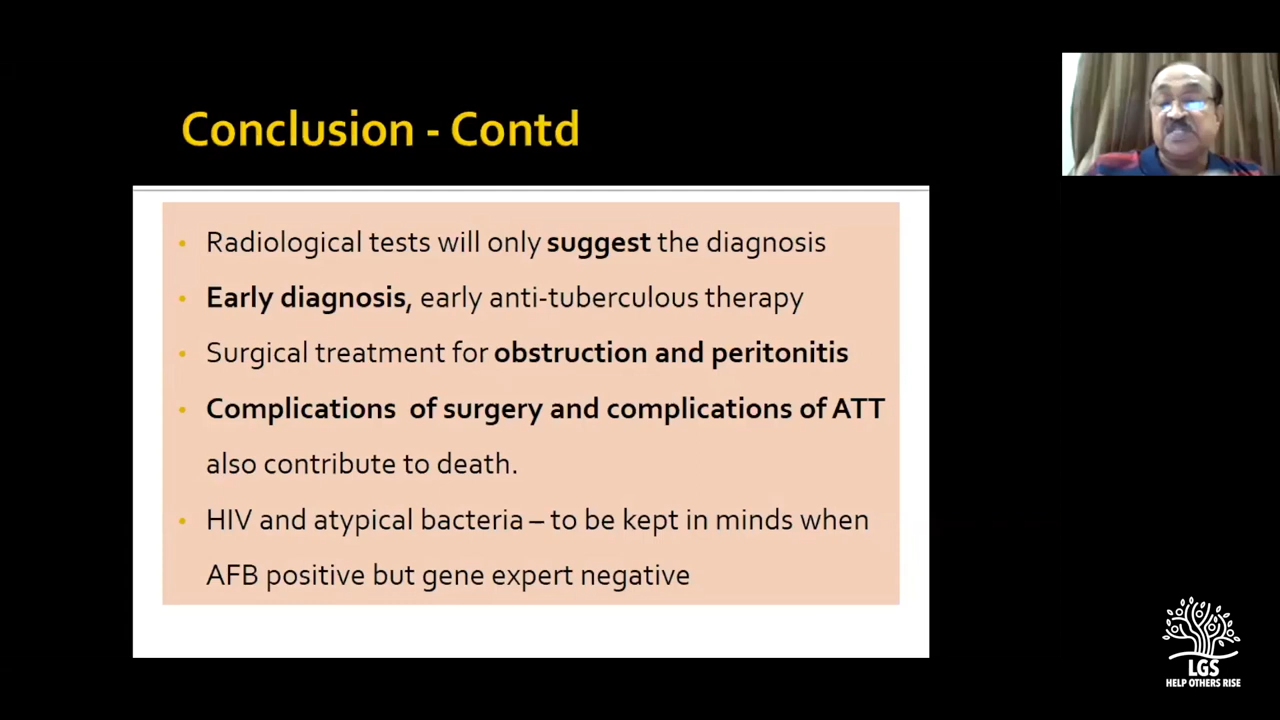 Conclusion - Contd
• Radiological tests will only suggest the diagnosis
• Early diagnosis, early anti-tuberculous therapy
• Surgical treatment for obstruction and peritonitis
• Complications of surgery and complications of ATT
also contribute to death.
• HIV and atypical bacteria – to be kept in minds when
AFB positive but gene expert negative
LGS
HELP OTHERS RISE